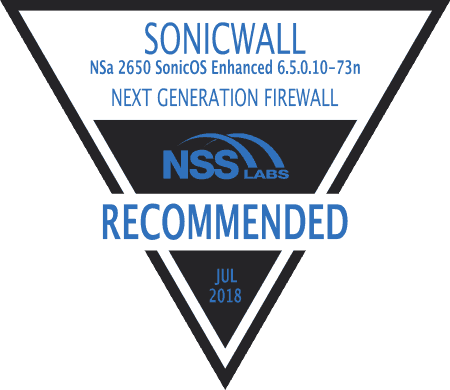 SONICWALL
NSa 2650 SonicOS Enhanced 6.5.0.10-73n
NEXT GENERATION FIREWALL
NSS LABS
RECOMMENDED
JUL
2018